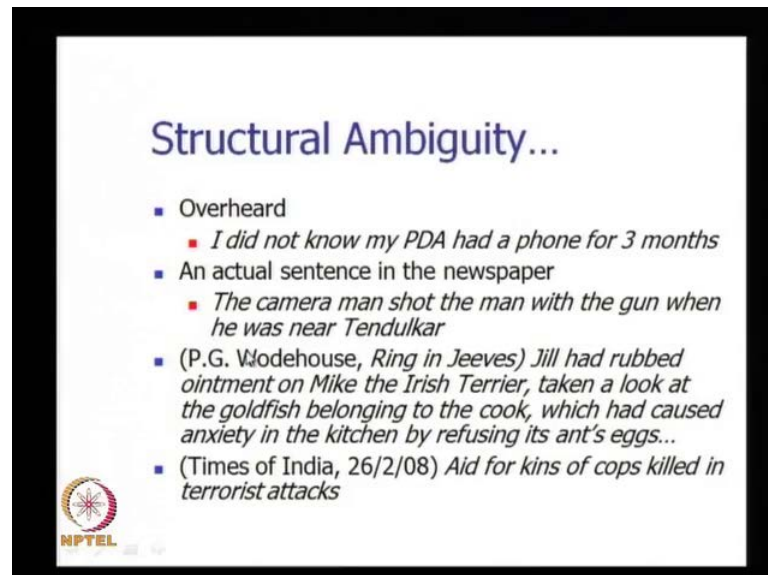 Structural Ambiguity...
▪ Overheard
▪ I did not know my PDA had a phone for 3 months
▪ An actual sentence in the newspaper
▪ The camera man shot the man with the gun when
he was near Tendulkar
▪ (P.G. Wodehouse, Ring in Jeeves) Jill had rubbed
ointment on Mike the Irish Terrier, taken a look at
the goldfish belonging to the cook, which had caused
anxiety in the kitchen by refusing its ant's eggs...
▪ (Times of India, 26/2/08) Aid for kins of cops killed in
terrorist attacks
NPTEL